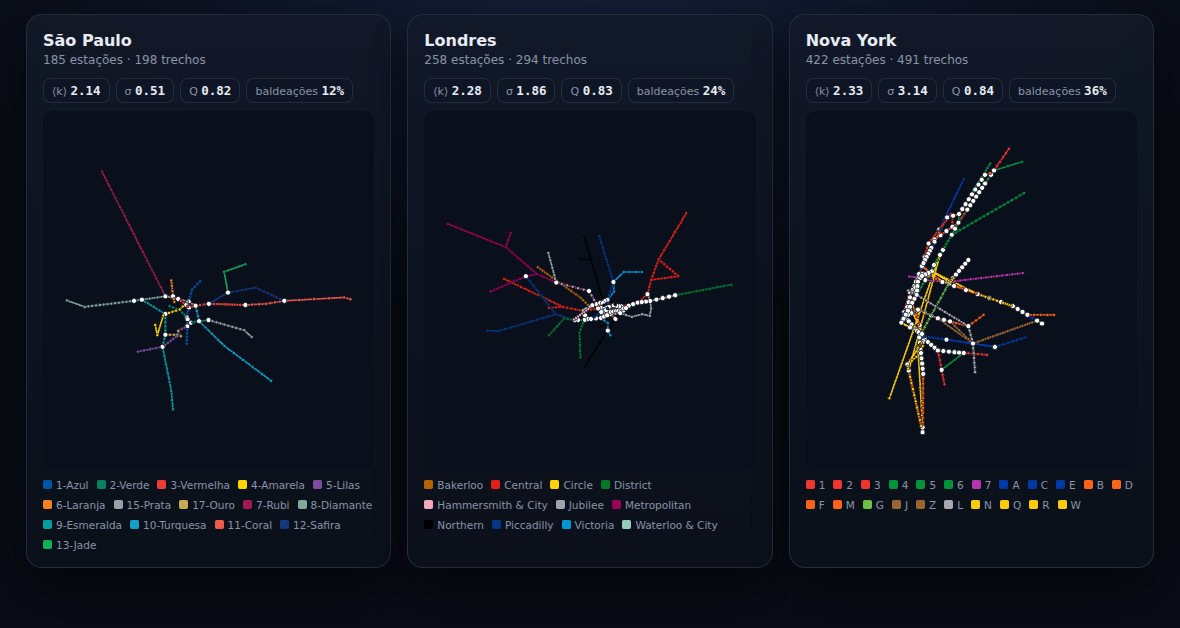 São Paulo
185 estações · 198 trechos
⟨k⟩ 2.14 σ 0.51 Q 0.82 baldeações 12%
1-Azul 2-Verde 3-Vermelha 4-Amarela 5-Lilas
6-Laranja 15-Prata 17-Ouro 7-Rubi 8-Diamante
9-Esmeralda 10-Turquesa 11-Coral 12-Safira
13-Jade
Londres
258 estações · 294 trechos
⟨k⟩ 2.28 σ 1.86 Q 0.83 baldeações 24%
Bakerloo Central Circle District
Hammersmith & City Jubilee Metropolitan
Northern Piccadilly Victoria Waterloo & City
Nova York
422 estações · 491 trechos
⟨k⟩ 2.33 σ 3.14 Q 0.84 baldeações 36%
1 2 3 4 5 6 7 A C E B D
F M G J Z L N Q R W